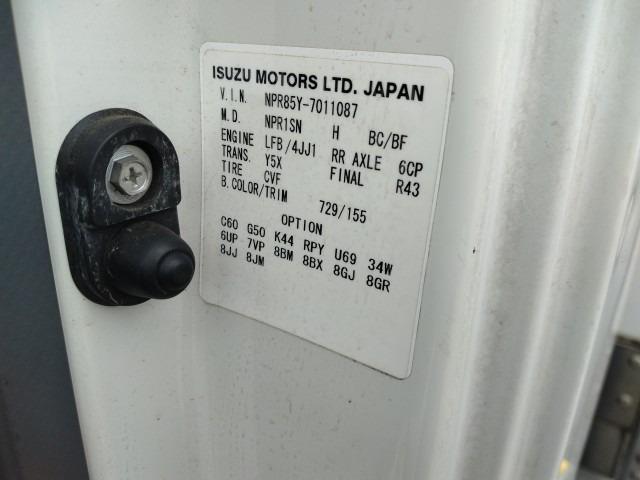 ISUZU MOTORS LTD. JAPAN
V.I.N. NPR85Y-7011087
M.D. NPR1SN H BC/BF
ENGINE LFB/4JJ1 RR AXLE 6CP
TRANS. Y5X FINAL R43
TIRE CVF
B.COLOR/TRIM 729/155
OPTION
C60 G50 K44 RPY U69 34W
6UP 7VP 8BM 8BX 8GJ 8GR
8JJ 8JM